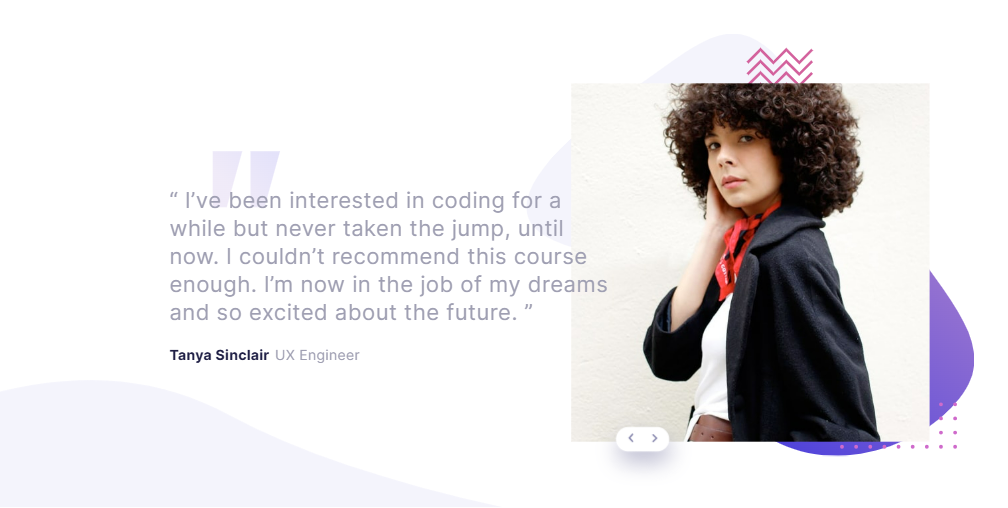 “ I’ve been interested in coding for a
while but never taken the jump, until
now. I couldn’t recommend this course
enough. I’m now in the job of my dreams
and so excited about the future. ”
Tanya Sinclair UX Engineer